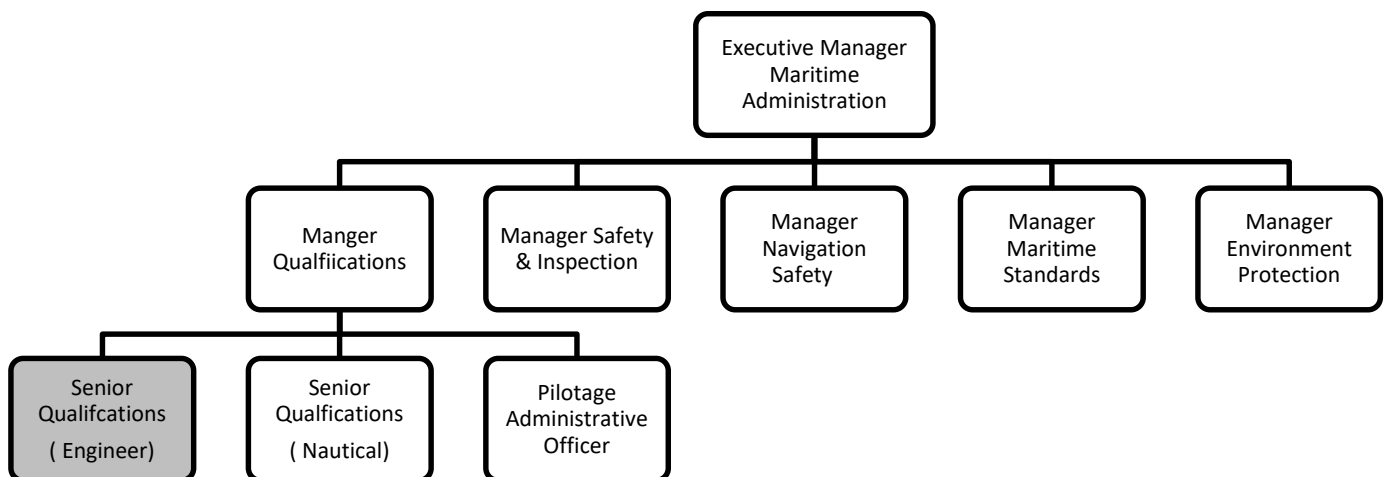 Executive Manager
Maritime
Administration
Manger
Qualfiications
Manager Safety
& Inspection
Manager
Navigation
Safety
Manager
Maritime
Standards
Manager
Environment
Protection
Senior
Qualifcations
( Engineer)
Senior
Qualfications
( Nautical)
Pilotage
Administrative
Officer